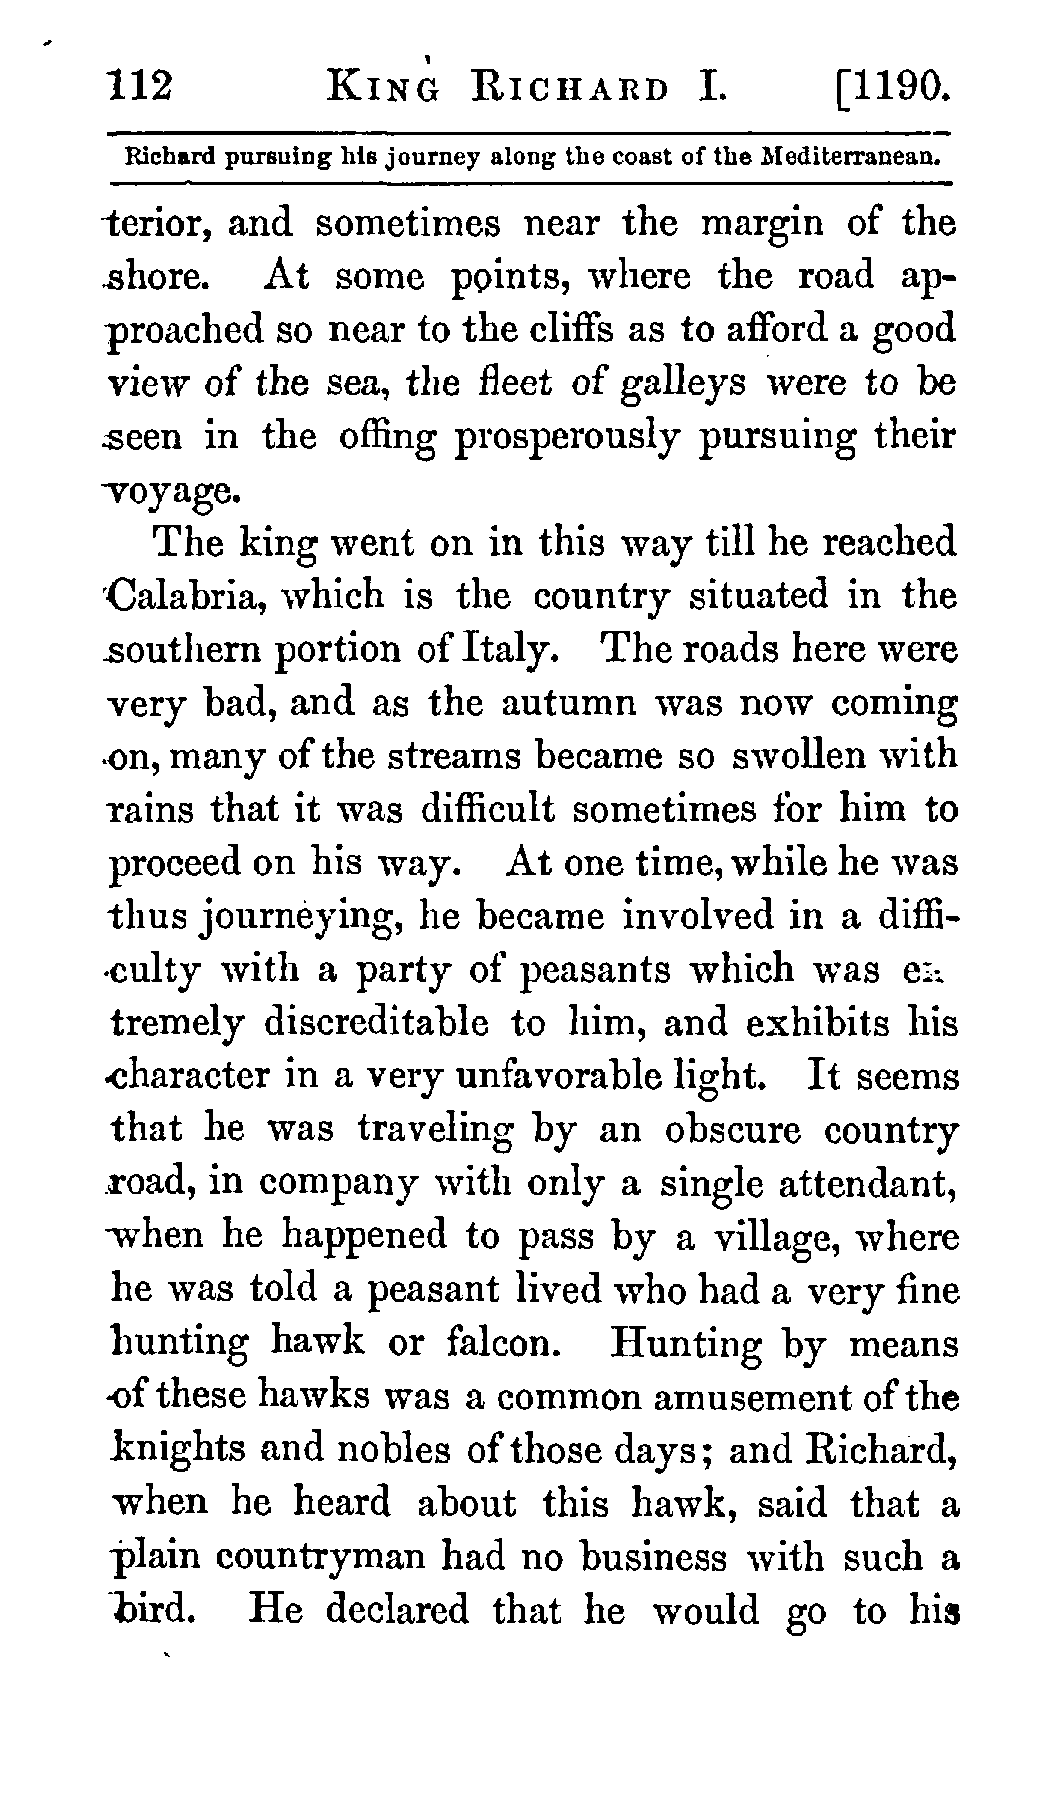 112 KING RICHARD I. [1190.
Richard pursuing his journey along the coast of the Mediterranean.
terior, and sometimes near the margin of the
shore. At some points, where the road ap-
proached so near to the cliffs as to afford a good
view of the sea, the fleet of galleys were to be
seen in the offing prosperously pursuing their
voyage.
The king went on in this way till he reached
Calabria, which is the country situated in the
southern portion of Italy. The roads here were
very bad, and as the autumn was now coming
on, many of the streams became so swollen with
rains that it was difficult sometimes for him to
proceed on his way. At one time, while he was
thus journeying, he became involved in a diffi-
culty with a party of peasants which was ex-
tremely discreditable to him, and exhibits his
character in a very unfavorable light. It seems
that he was traveling by an obscure country
road, in company with only a single attendant,
when he happened to pass by a village, where
he was told a peasant lived who had a very fine
hunting hawk or falcon. Hunting by means
of these hawks was a common amusement of the
knights and nobles of those days; and Richard,
when he heard about this hawk, said that a
plain countryman had no business with such a
bird. He declared that he would go to his